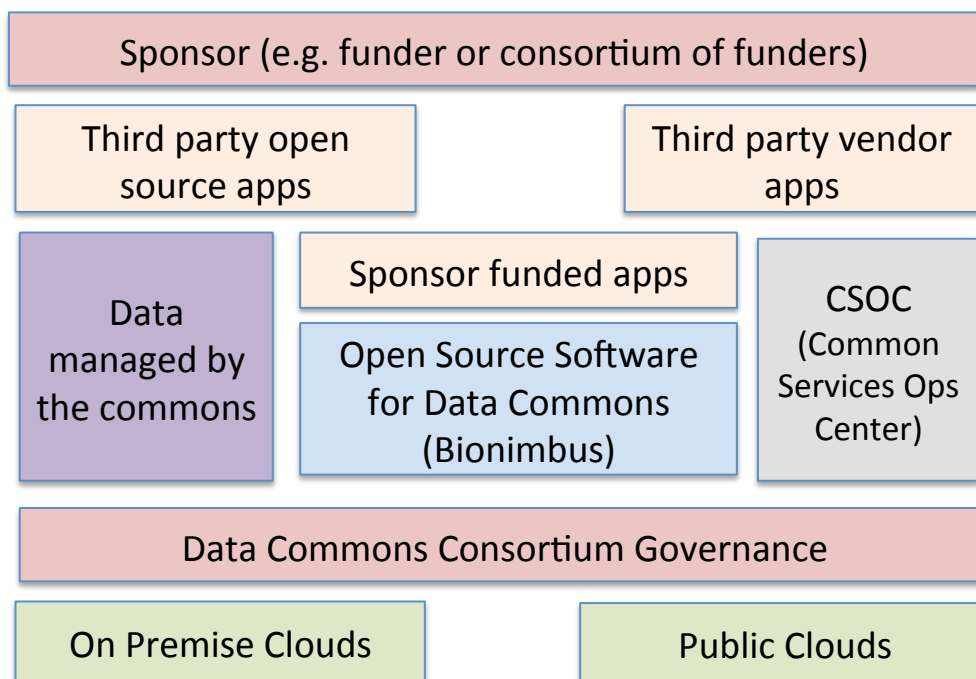 Sponsor (e.g. funder or consortium of funders)
Third party open
source apps
Third party vendor
apps
Data
managed by
the commons
Sponsor funded apps
Open Source Software
for Data Commons
(Bionimbus)
CSOC
(Common
Services Ops
Center)
Data Commons Consortium Governance
On Premise Clouds
Public Clouds